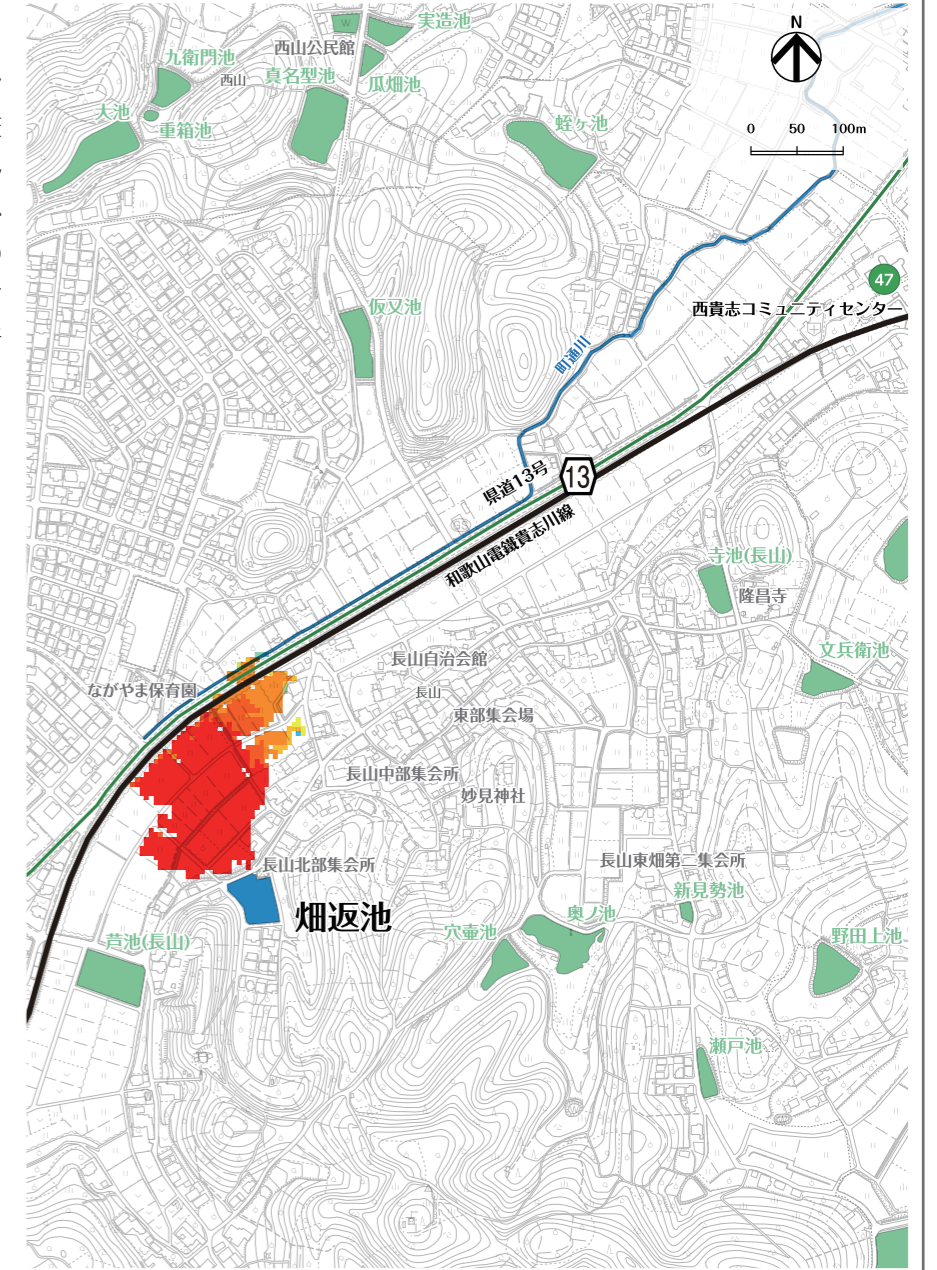 実造池
N
西山公民館
W
九衛門池
西山
真名型池
瓜畑池
大池
重箱池
蛭ヶ池
0 50 100m
47
西貴志コミュニティセンター
仮又池
町通川
県道13号
13
和歌山電鐵貴志川線
寺池(長山)
隆昌寺
長山自治会館
文兵衛池
ながやま保育園
長山
東部集会場
長山中部集会所
妙見神社
長山北部集会所
長山東畑第二集会所
新見勢池
畑返池
奥ノ池
穴壷池
芦池(長山)
野田上池
瀬戸池